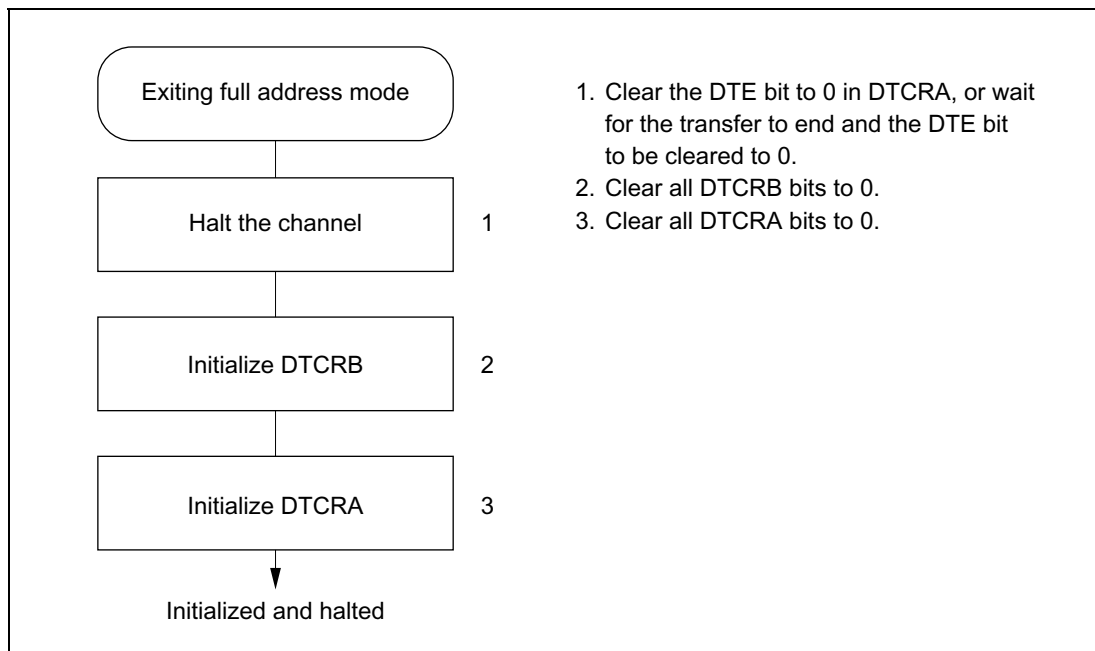 Exiting full address mode
Halt the channel
1
Initialize DTCRB
2
Initialize DTCRA
3
Initialized and halted
1. Clear the DTE bit to 0 in DTCRA, or wait
for the transfer to end and the DTE bit
to be cleared to 0.
2. Clear all DTCRB bits to 0.
3. Clear all DTCRA bits to 0.